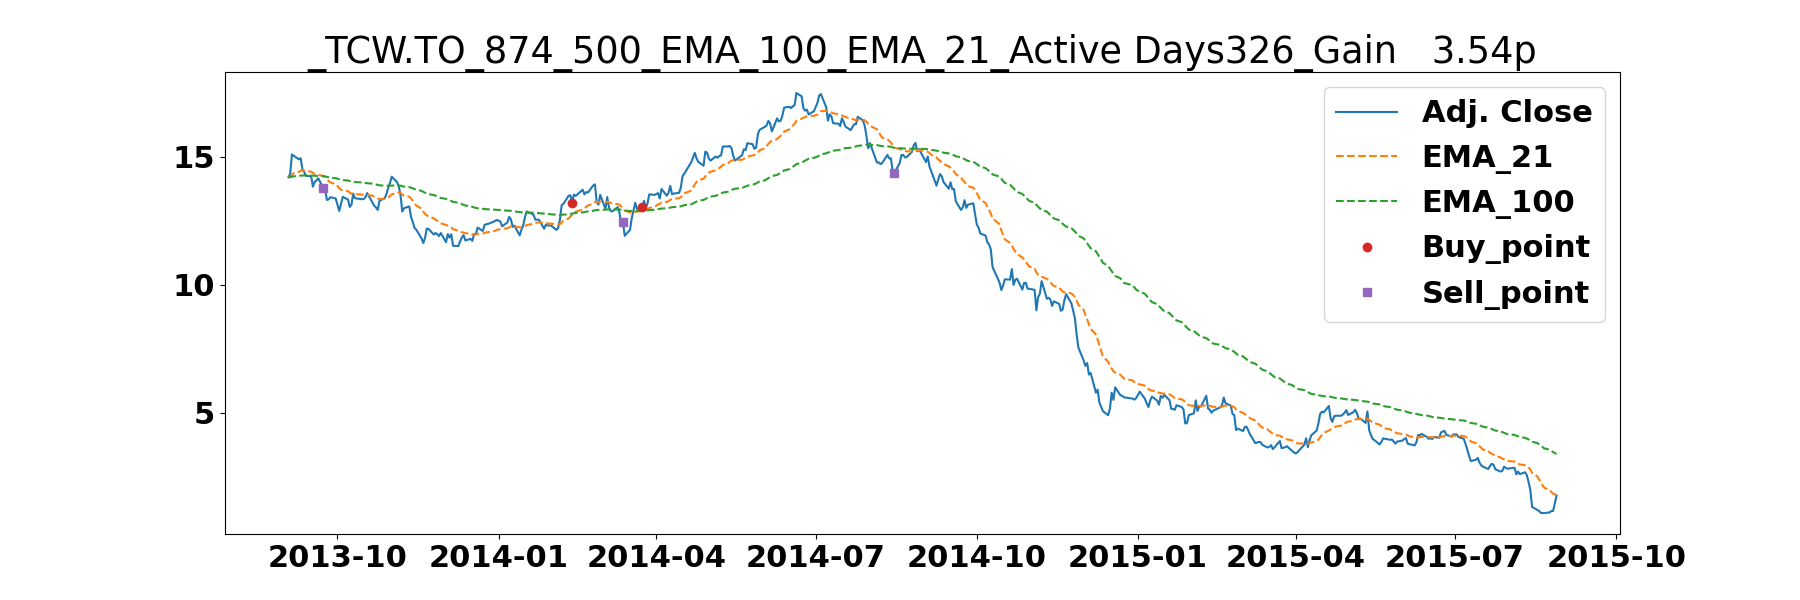 _TCW.TO_874_500_EMA_100_EMA_21_Active Days326_Gain   3.54p
Adj. Close
EMA_21
EMA_100
Buy_point
Sell_point
15
10
5
2013-10 2014-01 2014-04 2014-07 2014-10 2015-01 2015-04 2015-07 2015-10